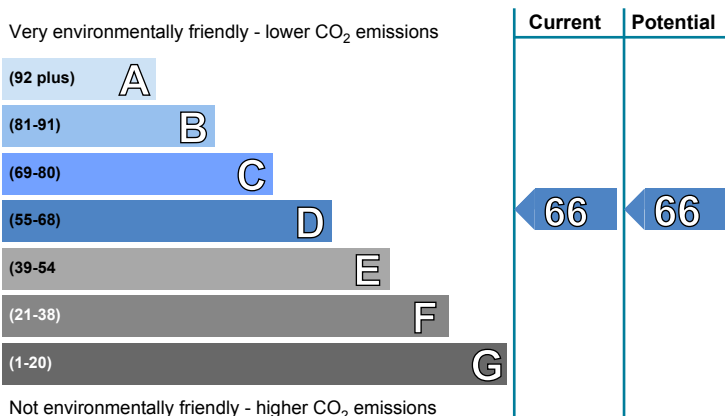 Very environmentally friendly - lower CO2 emissions
Current Potential
(92 plus) A
(81-91) B
(69-80) C
(55-68) D
66 66
(39-54 E
(21-38) F
(1-20) G
Not environmentally friendly - higher CO2 emissions